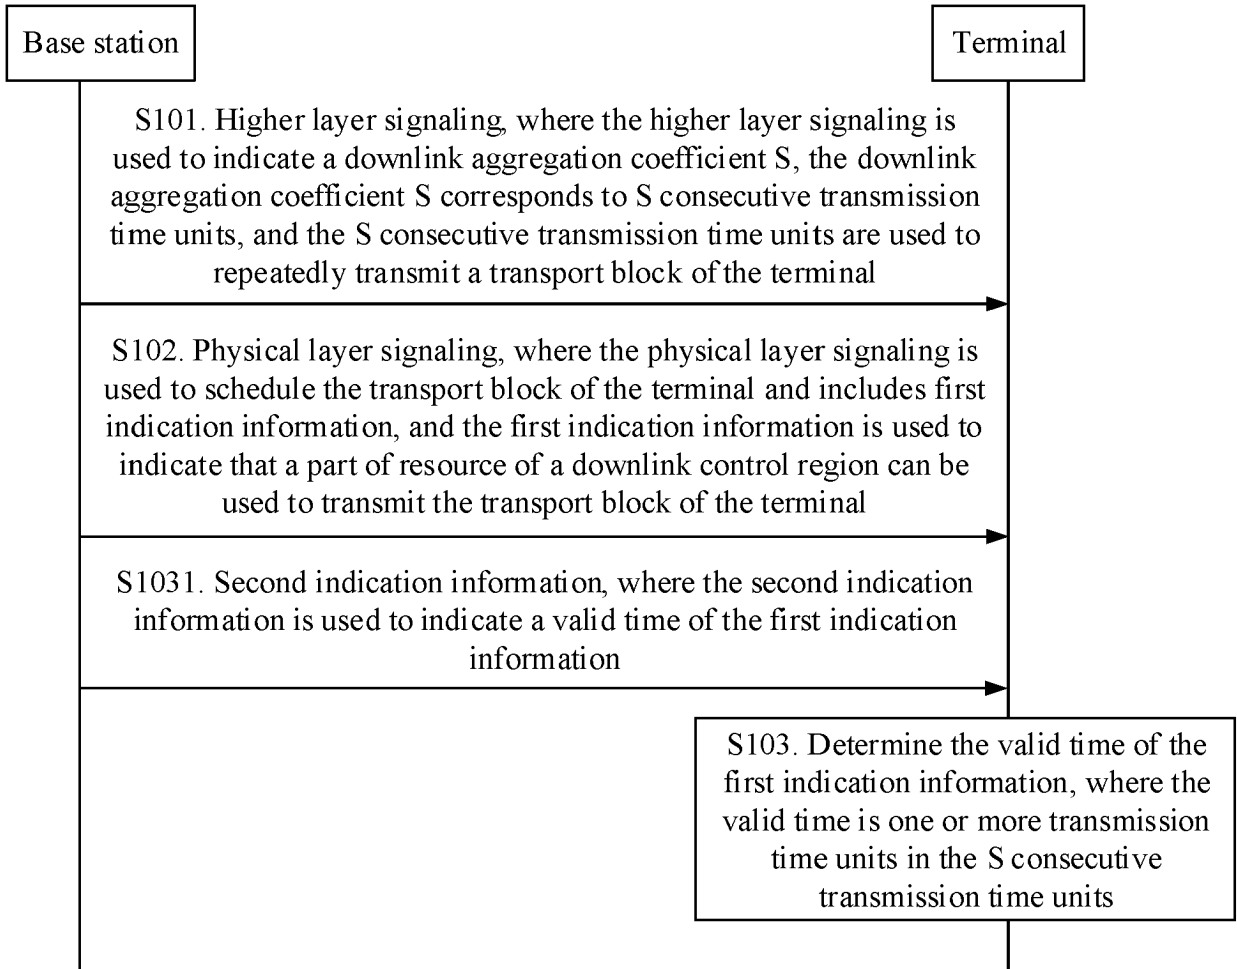 Base station
Terminal
S101. Higher layer signaling, where the higher layer signaling is
used to indicate a downlink aggregation coefficient S, the downlink
aggregation coefficient S corresponds to S consecutive transmission
time units, and the S consecutive transmission time units are used to
repeatedly transmit a transport block of the terminal
S102. Physical layer signaling, where the physical layer signaling is
used to schedule the transport block of the terminal and includes first
indication information, and the first indication information is used to
indicate that a part of resource of a downlink control region can be
used to transmit the transport block of the terminal
S1031. Second indication information, where the second indication
information is used to indicate a valid time of the first indication
information
S103. Determine the valid time of the
first indication information, where the
valid time is one or more transmission
time units in the S consecutive
transmission time units